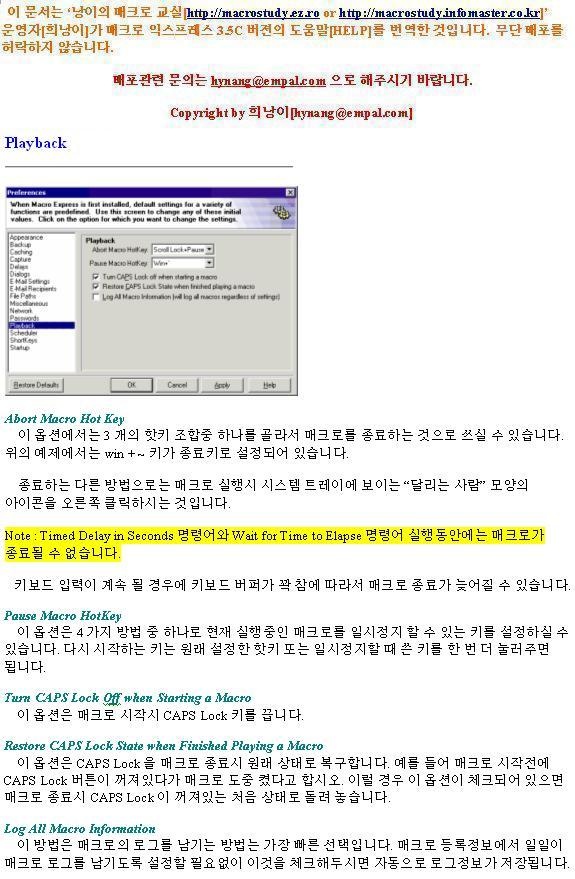 이 문서는 ‘낭이의 매크로 교실[http://macrostudy.ez.ro or http://macrostudy.infomaster.co.kr]’
운영자[희낭이]가 매크로 익스프레스 3.5C 버전의 도움말[HELP]를 번역한 것입니다. 무단 배포를
허락하지 않습니다.
배포관련 문의는 hynang@empal.com 으로 해주시기 바랍니다.
Copyright by 희낭이[hynang@empal.com]
Playback
Preferences
When Macro Express is first installed, default settings for a variety of
functions are predefined. Use this screen to change any of these initial
values. Click on the option for which you want to change the settings.
Appearance
Backup
Caching
Capture
Delays
Dialogs
E-Mail Settings
E-Mail Recipients
File Paths
Miscellaneous
Network
Passwords
Playback
Scheduler
ShortKeys
Startup
Playback
Abort Macro HotKey: Scroll Lock+Pause
Pause Macro HotKey: Win+`
Turn CAPS Lock off when starting a macro
Restore CAPS Lock State when finished playing a macro
Log All Macro Information (will log all macros regardless of settings)
Restore Defaults
OK
Cancel
Apply
Help
Abort Macro Hot Key
이 옵션에서는 3 개의 핫키 조합중 하나를 골라서 매크로를 종료하는 것으로 쓰실 수 있습니다.
위의 예제에서는 win + ~ 키가 종료키로 설정되어 있습니다.
종료하는 다른 방법으로는 매크로 실행시 시스템 트레이에 보이는 “달리는 사람” 모양의
아이콘을 오른쪽 클릭하시는 것입니다.
Note : Timed Delay in Seconds 명령어와 Wait for Time to Elapse 명령어 실행동안에는 매크로가
종료될 수 없습니다.
키보드 입력이 계속 될 경우에 키보드 버퍼가 꽉 참에 따라서 매크로 종료가 늦어질 수 있습니다.
Pause Macro HotKey
이 옵션은 4 가지 방법 중 하나로 현재 실행중인 매크로를 일시정지 할 수 있는 키를 설정하실 수
있습니다. 다시 시작하는 키는 원래 설정한 핫키 또는 일시정지할 때 쓴 키를 한 번 더 눌러주면
됩니다.
Turn CAPS Lock Off when Starting a Macro
이 옵션은 매크로 시작시 CAPS Lock 키를 끕니다.
Restore CAPS Lock State when Finished Playing a Macro
이 옵션은 CAPS Lock 을 매크로 종료시 원래 상태로 복구합니다. 예를 들어 매크로 시작전에
CAPS Lock 버튼이 꺼져있다가 매크로 도중 켰다고 합시오. 이럴 경우 이 옵션이 체크되어 있으면
매크로 종료시 CAPS Lock 이 꺼져있는 처음 상태로 돌려 놓습니다.
Log All Macro Information
이 방법은 매크로의 로그를 남기는 방법는 가장 빠른 선택입니다. 매크로 등록정보에서 일일이
매크로 로그를 남기도록 설정할 필요없이 이것을 체크해두시면 자동으로 로그정보가 저장됩니다.